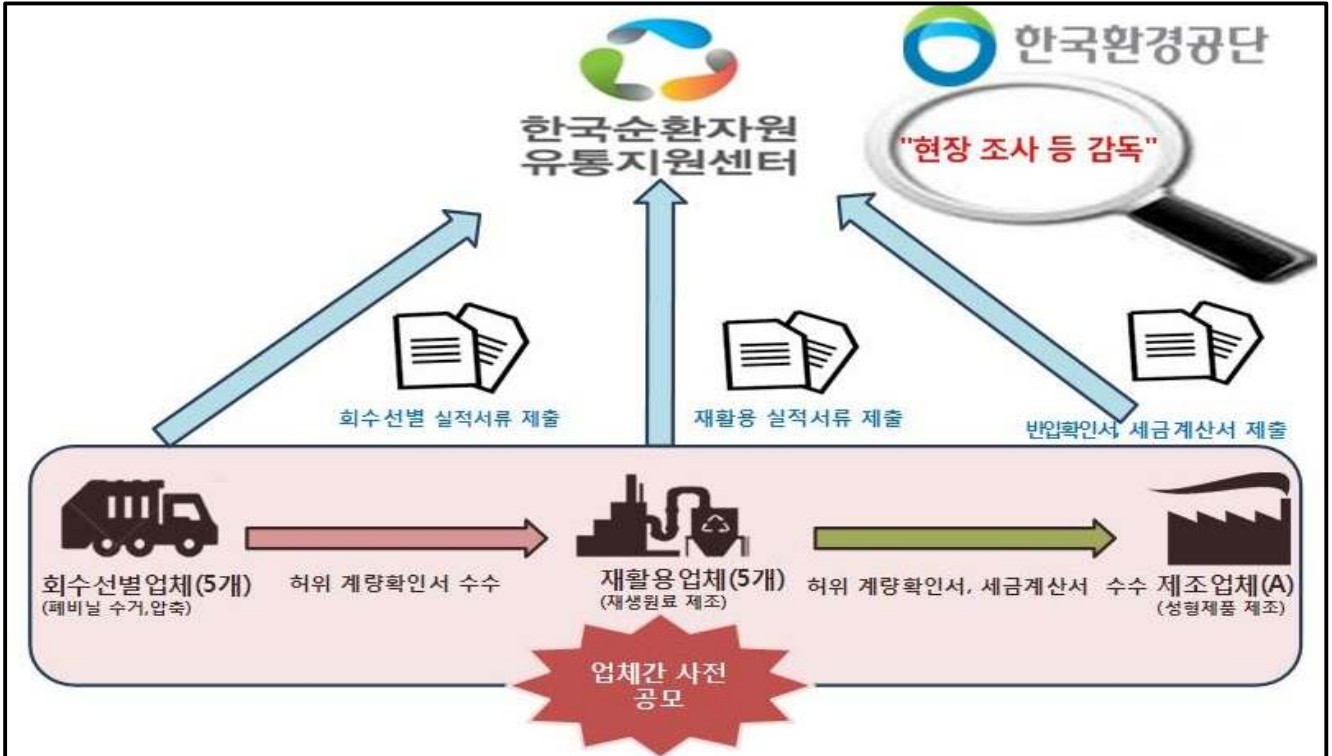 한국환경공단
한국순환자원
유통지원센터
"현장 조사 등 감독"
회수선별 실적서류 제출
재활용 실적서류 제출
반입확인서, 세금계산서 제출
회수선별업체(5개)
(폐비닐 수거,압축)
허위 계량확인서 수수
재활용업체(5개)
(재생원료 제조)
허위 계량확인서, 세금계산서 수수
제조업체(A)
(성형제품 제조)
업체간 사전
공모